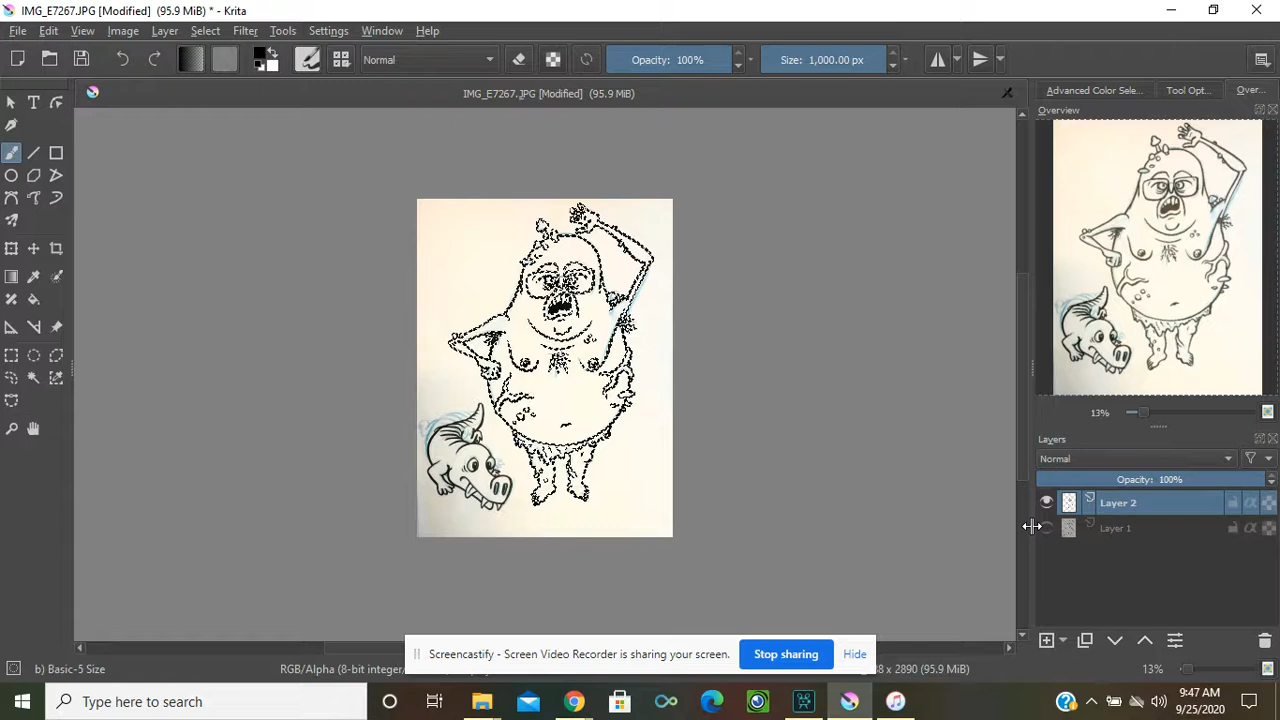 IMG_E7267.JPG [Modified] (95.9 MiB) * - Krita
File Edit View Image Layer Select Filter Tools Settings Window Help
Normal Opacity: 100% Size: 1,000.00 px
IMG_E7267.JPG [Modified] (95.9 MiB)
Advanced Color Sele... Tool Opt... Over...
Overview
13%
Layers
Normal
Opacity: 100%
Layer 2
Layer 1
Screencastify - Screen Video Recorder is sharing your screen. Stop sharing Hide
b) Basic-5 Size RGB/Alpha (8-bit integer/ 2890 (95.9 MiB) 13%
Type here to search
9:47 AM
9/25/2020